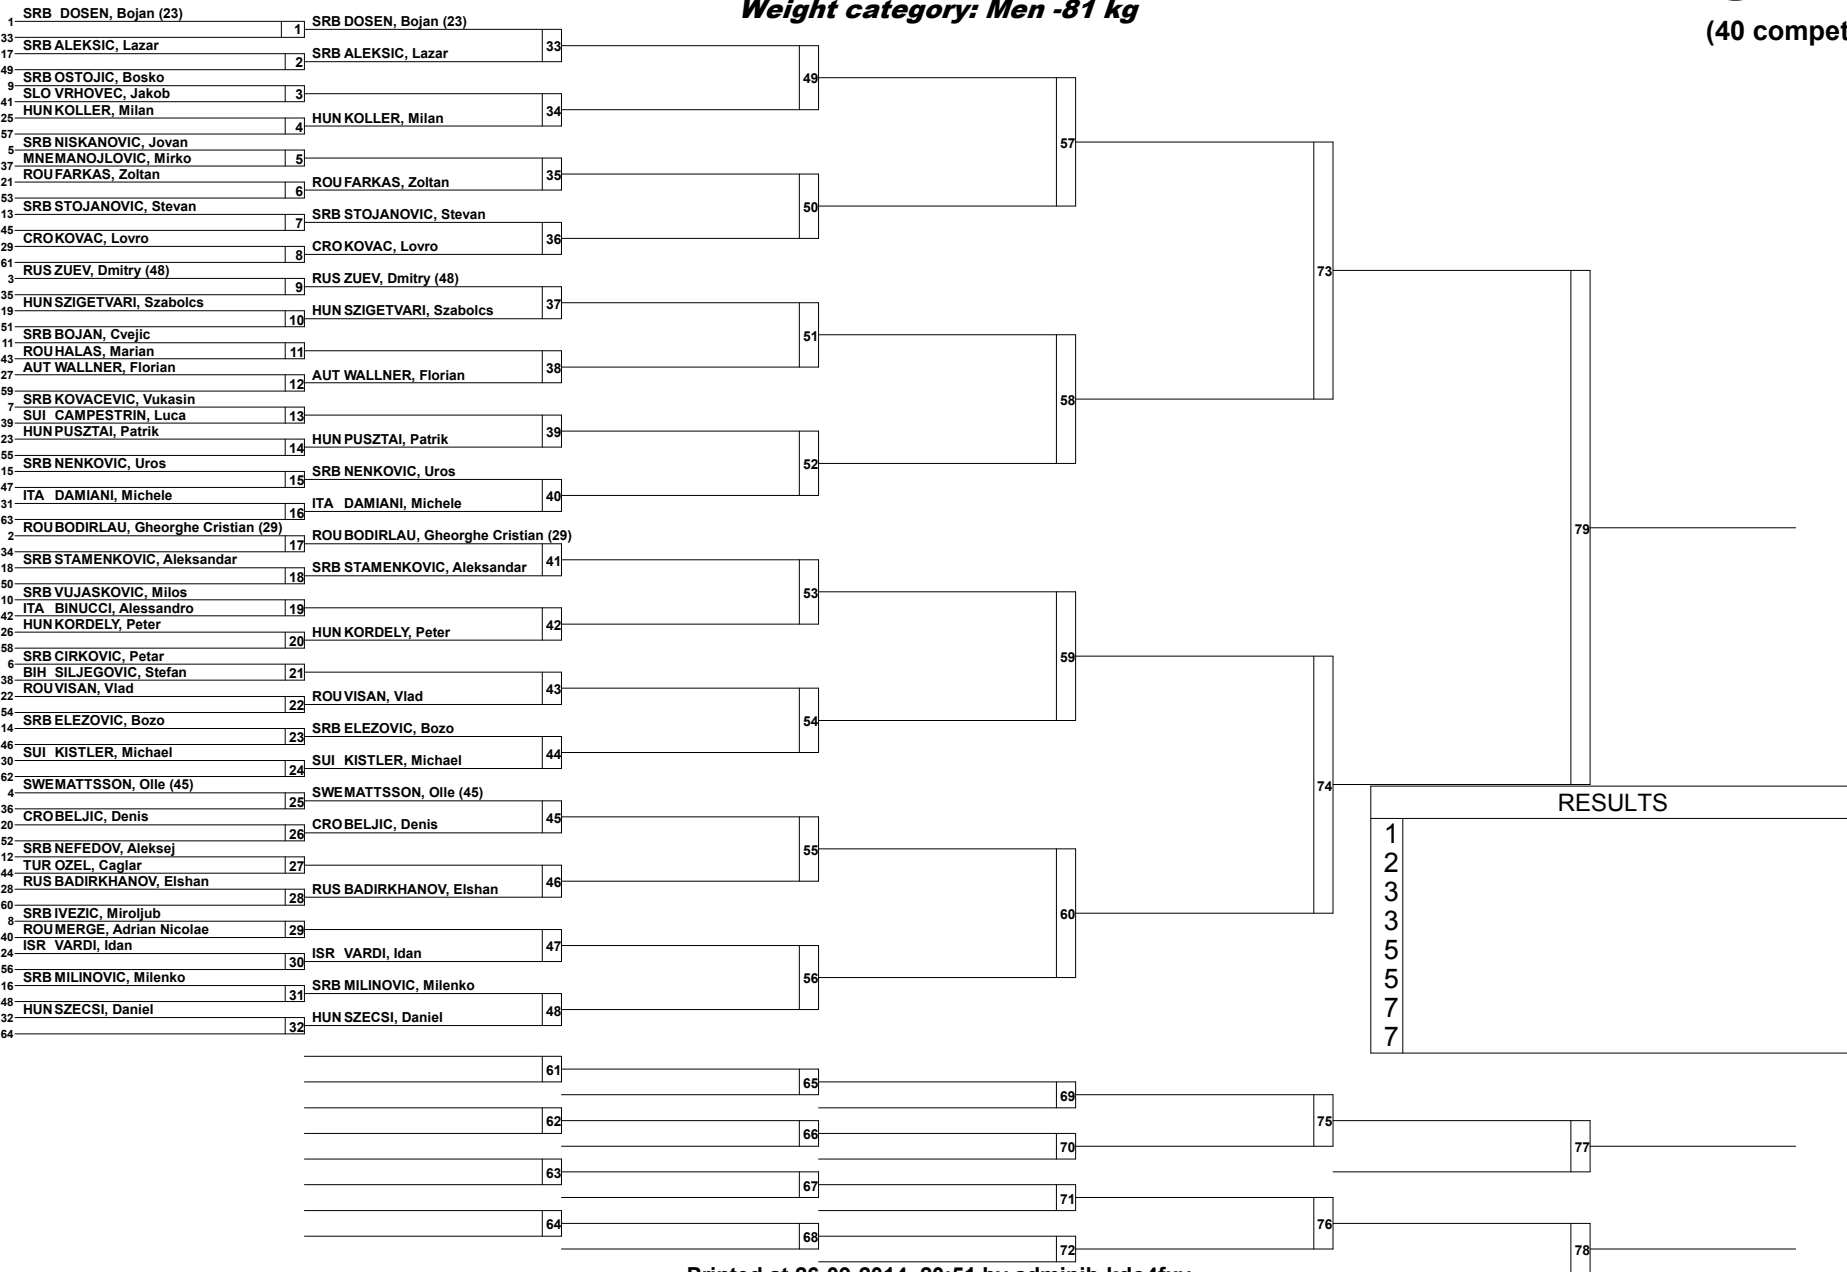 Weight category: Men -81 kg
(40 compet
1 SRB DOSEN, Bojan (23)
33
1 SRB DOSEN, Bojan (23)
17 SRB ALEKSIC, Lazar
49
2 SRB ALEKSIC, Lazar
33
9 SRB OSTOJIC, Bosko
41 SLO VRHOVEC, Jakob
3
25 HUN KOLLER, Milan
57
4 HUN KOLLER, Milan
34
49
5 SRB NISKANOVIC, Jovan
37 MNE MANOJLOVIC, Mirko
5
21 ROU FARKAS, Zoltan
53
6 ROU FARKAS, Zoltan
35
13 SRB STOJANOVIC, Stevan
45
7 SRB STOJANOVIC, Stevan
29 CRO KOVAC, Lovro
61
8 CRO KOVAC, Lovro
36
50
57
3 RUS ZUEV, Dmitry (48)
35
9 RUS ZUEV, Dmitry (48)
19 HUN SZIGETVARI, Szabolcs
51
10 HUN SZIGETVARI, Szabolcs
37
11 SRB BOJAN, Cvejic
43 ROU HALAS, Marian
11
27 AUT WALLNER, Florian
59
12 AUT WALLNER, Florian
38
51
7 SRB KOVACEVIC, Vukasin
39 SUI CAMPESTRIN, Luca
13
23 HUN PUSZTAI, Patrik
55
14 HUN PUSZTAI, Patrik
39
15 SRB NENKOVIC, Uros
47
15 SRB NENKOVIC, Uros
31 ITA DAMIANI, Michele
63
16 ITA DAMIANI, Michele
40
52
58
73
2 ROU BODIRLAU, Gheorghe Cristian (29)
34
17 ROU BODIRLAU, Gheorghe Cristian (29)
18 SRB STAMENKOVIC, Aleksandar
50
18 SRB STAMENKOVIC, Aleksandar
41
10 SRB VUJASKOVIC, Milos
42 ITA BINUCCI, Alessandro
19
26 HUN KORDELY, Peter
58
20 HUN KORDELY, Peter
42
53
6 SRB CIRKOVIC, Petar
38 BIH SILJEGOVIC, Stefan
21
22 ROU VISAN, Vlad
54
22 ROU VISAN, Vlad
43
14 SRB ELEZOVIC, Bozo
46
23 SRB ELEZOVIC, Bozo
30 SUI KISTLER, Michael
62
24 SUI KISTLER, Michael
44
54
59
4 SWE MATTSSON, Olle (45)
36
25 SWE MATTSSON, Olle (45)
20 CRO BELJIC, Denis
52
26 CRO BELJIC, Denis
45
12 SRB NEFEDOV, Aleksej
44 TUR OZEL, Caglar
27
28 RUS BADIRKHANOV, Elshan
60
28 RUS BADIRKHANOV, Elshan
46
55
8 SRB IVEZIC, Miroljub
40 ROU MERGE, Adrian Nicolae
29
24 ISR VARDI, Idan
56
30 ISR VARDI, Idan
47
16 SRB MILINOVIC, Milenko
48
31 SRB MILINOVIC, Milenko
32 HUN SZECSI, Daniel
64
32 HUN SZECSI, Daniel
48
56
60
74
79
RESULTS
1
2
3
3
5
5
7
7
61
65
69
62
75
66
70
77
63
67
71
64
76
68
72
78